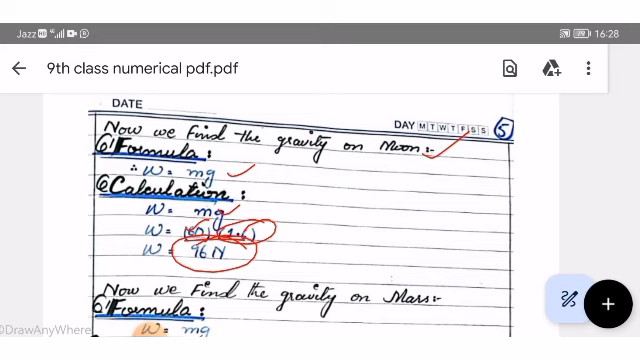 Jazz HD 4G 16:28
9th class numerical pdf.pdf
DATE
DAY M T W T F S S 5
Now we find the gravity on Moon:-
6 Formula:
∴ W = mg
6 Calculation:
W = mg
W = (60) (1.6)
W = 96 N
Now we Find the gravity on Mars:-
6 Formula:
W = mg
©DrawAnyWhere